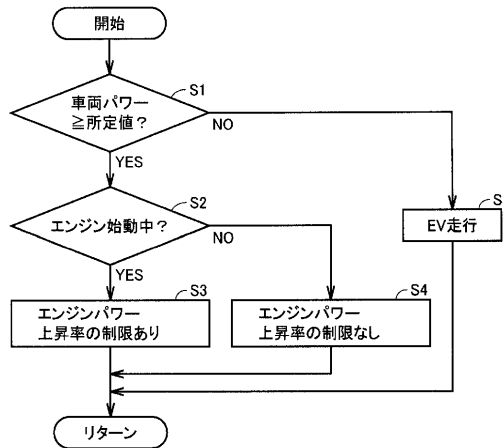 開始
S1
車両パワー
≧所定値？
NO
YES
S2
エンジン始動中？
NO
S
EV走行
YES
S3
エンジンパワー
上昇率の制限あり
S4
エンジンパワー
上昇率の制限なし
リターン